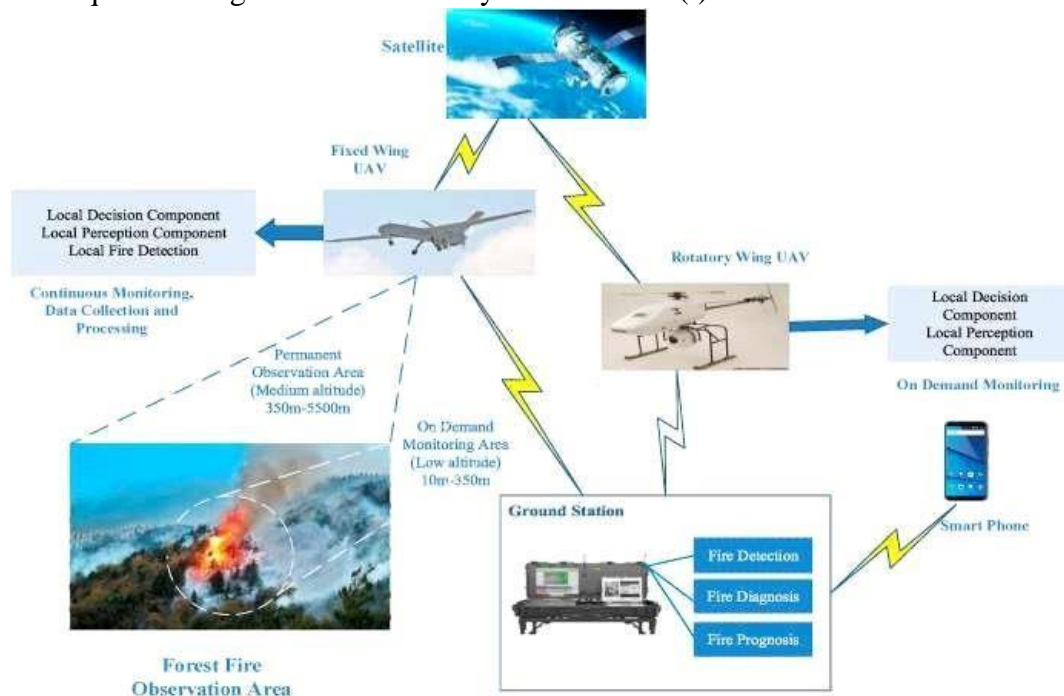 Satellite
Fixed Wing
UAV
Local Decision Component
Local Perception Component
Local Fire Detection
Rotatory Wing UAV
Continuous Monitoring,
Data Collection and
Processing
Local Decision
Component
Local Perception
Component
Permanent
Observation Area
(Medium altitude)
350m-5500m
On Demand Monitoring
On Demand
Monitoring Area
(Low altitude)
10m-350m
Ground Station
Smart Phone
Fire Detection
Fire Diagnosis
Fire Prognosis
Forest Fire
Observation Area